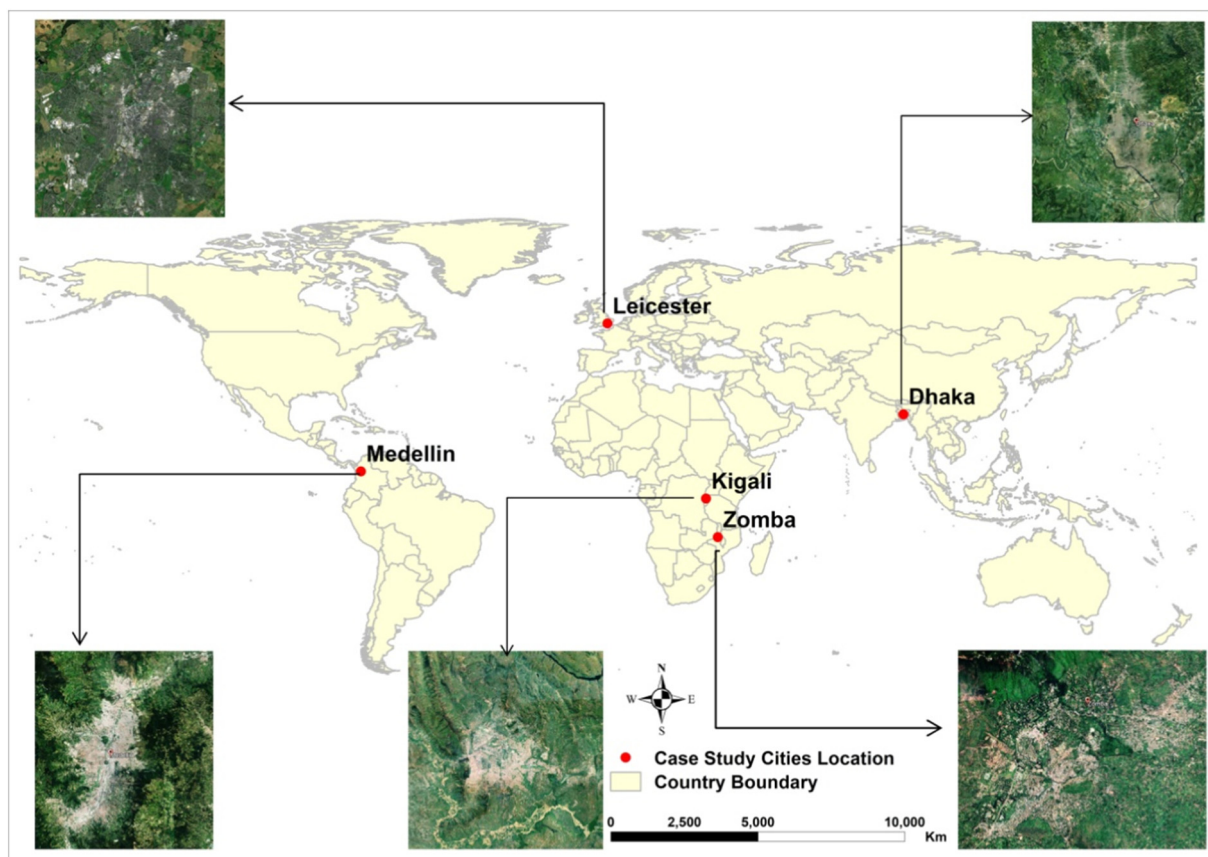 Leicester
Dhaka
Medellin
Kigali
Zomba
N
W E
S
Case Study Cities Location
Country Boundary
0 2,500 5,000 10,000
Km